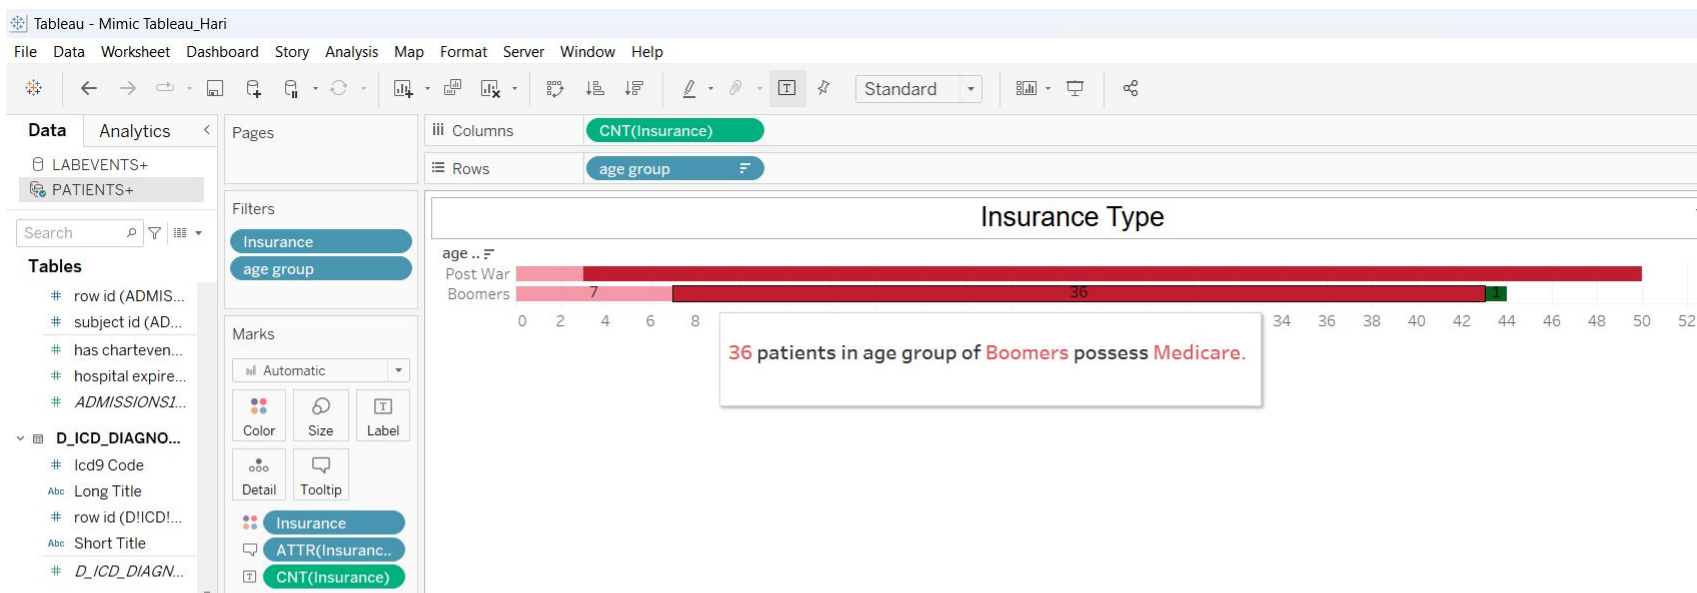 Tableau - Mimic Tableau_Hari
File Data Worksheet Dashboard Story Analysis Map Format Server Window Help
Standard
Data Analytics
LABEVENTS+
PATIENTS+
Search
Tables
# row id (ADMIS...
# subject id (AD...
# has charteven...
# hospital expire...
# ADMISSIONS1...
D_ICD_DIAGNO...
# Icd9 Code
Abc Long Title
# row id (D!ICD!...
Abc Short Title
# D_ICD_DIAGN...
Pages
Filters
Insurance
age group
Marks
Automatic
Color Size Label
Detail Tooltip
Insurance
ATTR(Insuranc..
CNT(Insurance)
iii Columns CNT(Insurance)
Rows age group
Insurance Type
age ..
Post War
Boomers 7 36 1
0 2 4 6 8 34 36 38 40 42 44 46 48 50 52
36 patients in age group of Boomers possess Medicare.